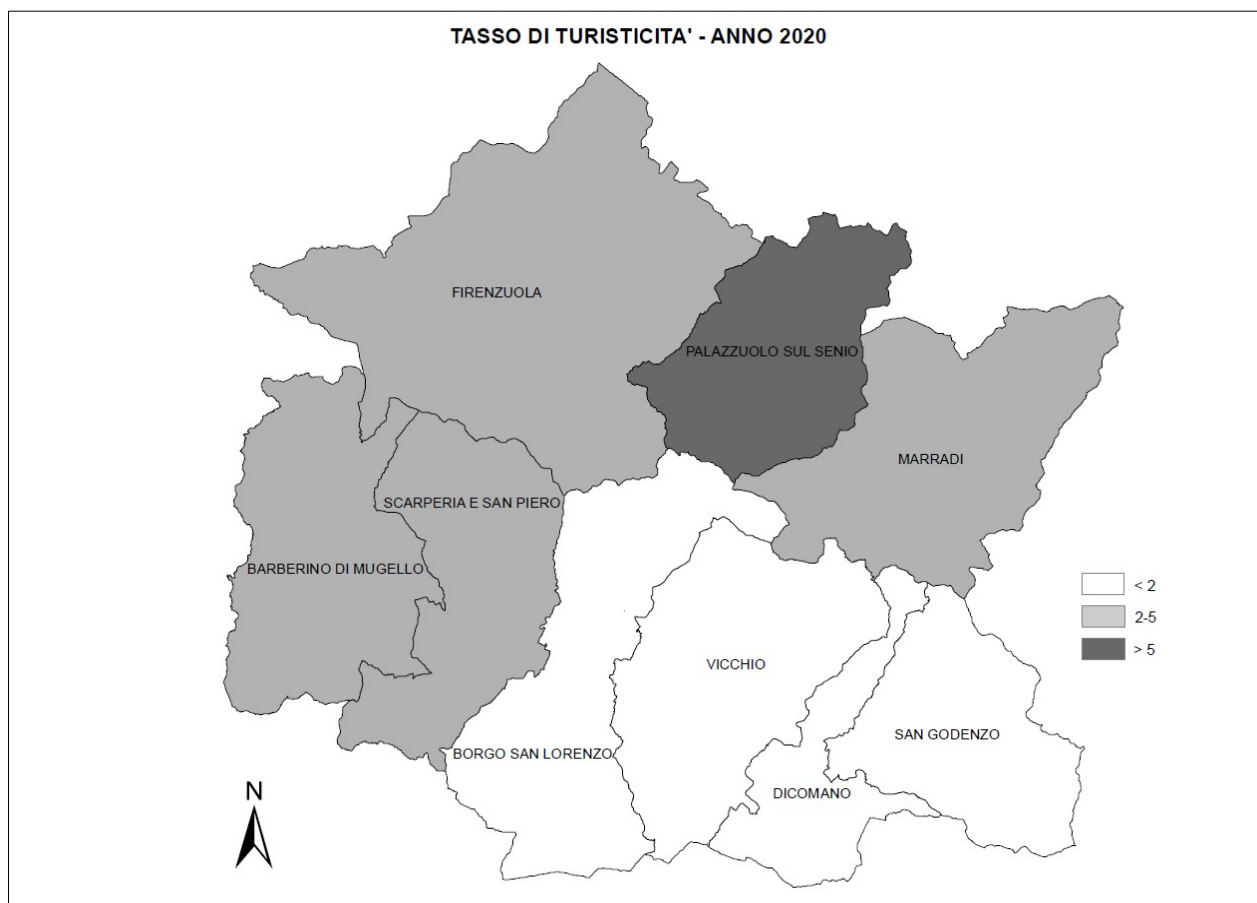 TASSO DI TURISTICITA' - ANNO 2020
FIRENZUOLA
PALAZZUOLO SUL SENIO
MARRADI
SCARPERIA E SAN PIERO
BARBERINO DI MUGELLO
< 2
2-5
> 5
VICCHIO
SAN GODENZO
BORGO SAN LORENZO
DICOMANO
N